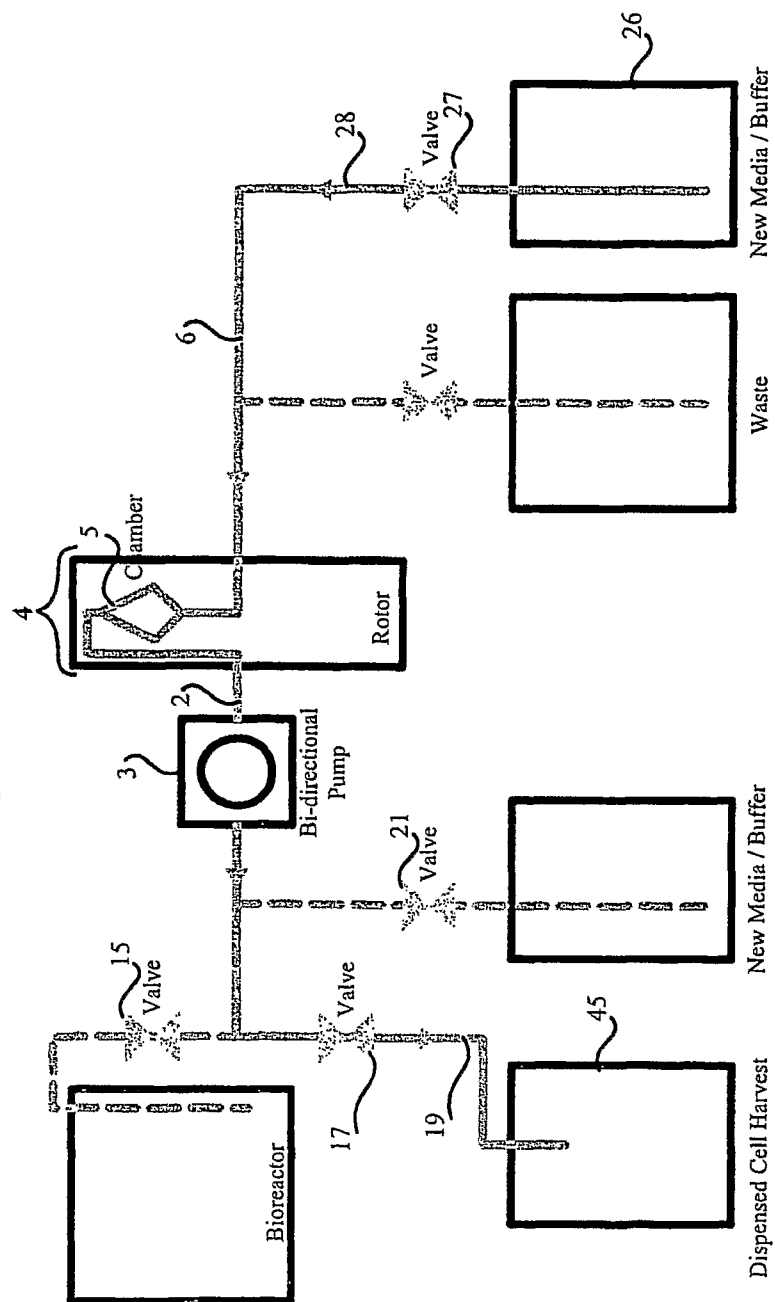 26
New Media / Buffer
Valve
27
28
6
Valve
Waste
4
5
Chamber
Rotor
2
3
Bi-directional
Pump
21
Valve
New Media / Buffer
15
Valve
Valve
17
19
45
Bioreactor
Dispensed Cell Harvest